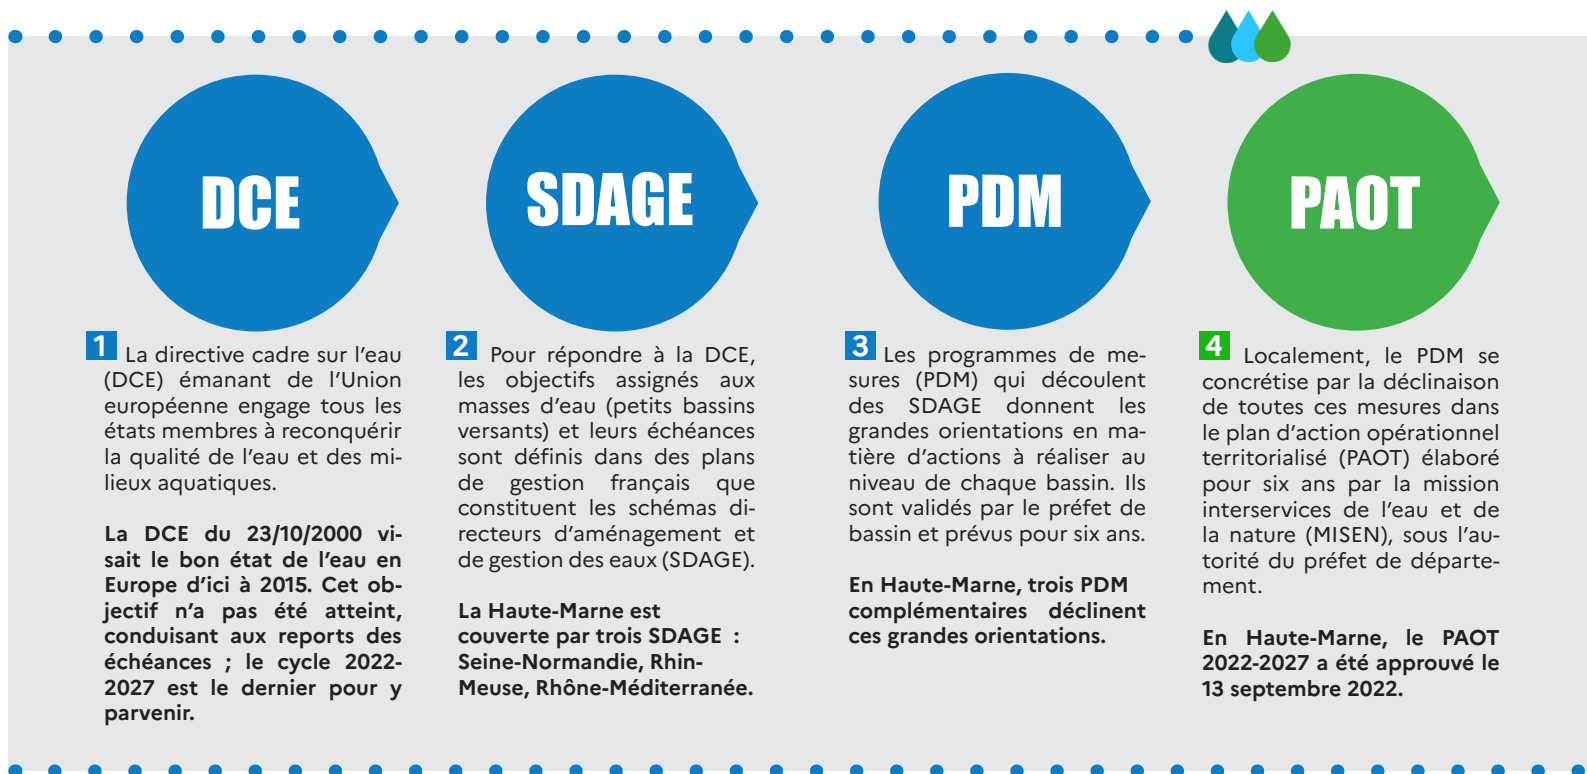 DCE
1 La directive cadre sur l’eau
(DCE) émanant de l’Union
européenne engage tous les
états membres à reconquérir
la qualité de l’eau et des mi-
lieux aquatiques.
La DCE du 23/10/2000 vi-
sait le bon état de l’eau en
Europe d'ici à 2015. Cet ob-
jectif n’a pas été atteint,
conduisant aux reports des
échéances ; le cycle 2022-
2027 est le dernier pour y
parvenir.
SDAGE
2 Pour répondre à la DCE,
les objectifs assignés aux
masses d’eau (petits bassins
versants) et leurs échéances
sont définis dans des plans
de gestion français que
constituent les schémas di-
recteurs d’aménagement et
de gestion des eaux (SDAGE).
La Haute-Marne est
couverte par trois SDAGE :
Seine-Normandie, Rhin-
Meuse, Rhône-Méditerranée.
PDM
3 Les programmes de me-
sures (PDM) qui découlent
des SDAGE donnent les
grandes orientations en ma-
tière d’actions à réaliser au
niveau de chaque bassin. Ils
sont validés par le préfet de
bassin et prévus pour six ans.
En Haute-Marne, trois PDM
complémentaires déclinent
ces grandes orientations.
PAOT
4 Localement, le PDM se
concrétise par la déclinaison
de toutes ces mesures dans
le plan d’action opérationnel
territorialisé (PAOT) élaboré
pour six ans par la mission
interservices de l’eau et de
la nature (MISEN), sous l’au-
torité du préfet de départe-
ment.
En Haute-Marne, le PAOT
2022-2027 a été approuvé le
13 septembre 2022.